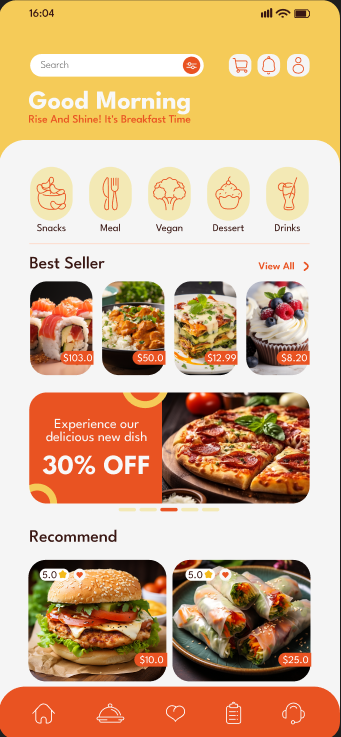 16:04
Search
Good Morning
Rise And Shine! It's Breakfast Time
Snacks
Meal
Vegan
Dessert
Drinks
Best Seller
View All
$103.0
$50.0
$12.99
$8.20
Experience our
delicious new dish
30% OFF
Recommend
5.0
5.0
$10.0
$25.0